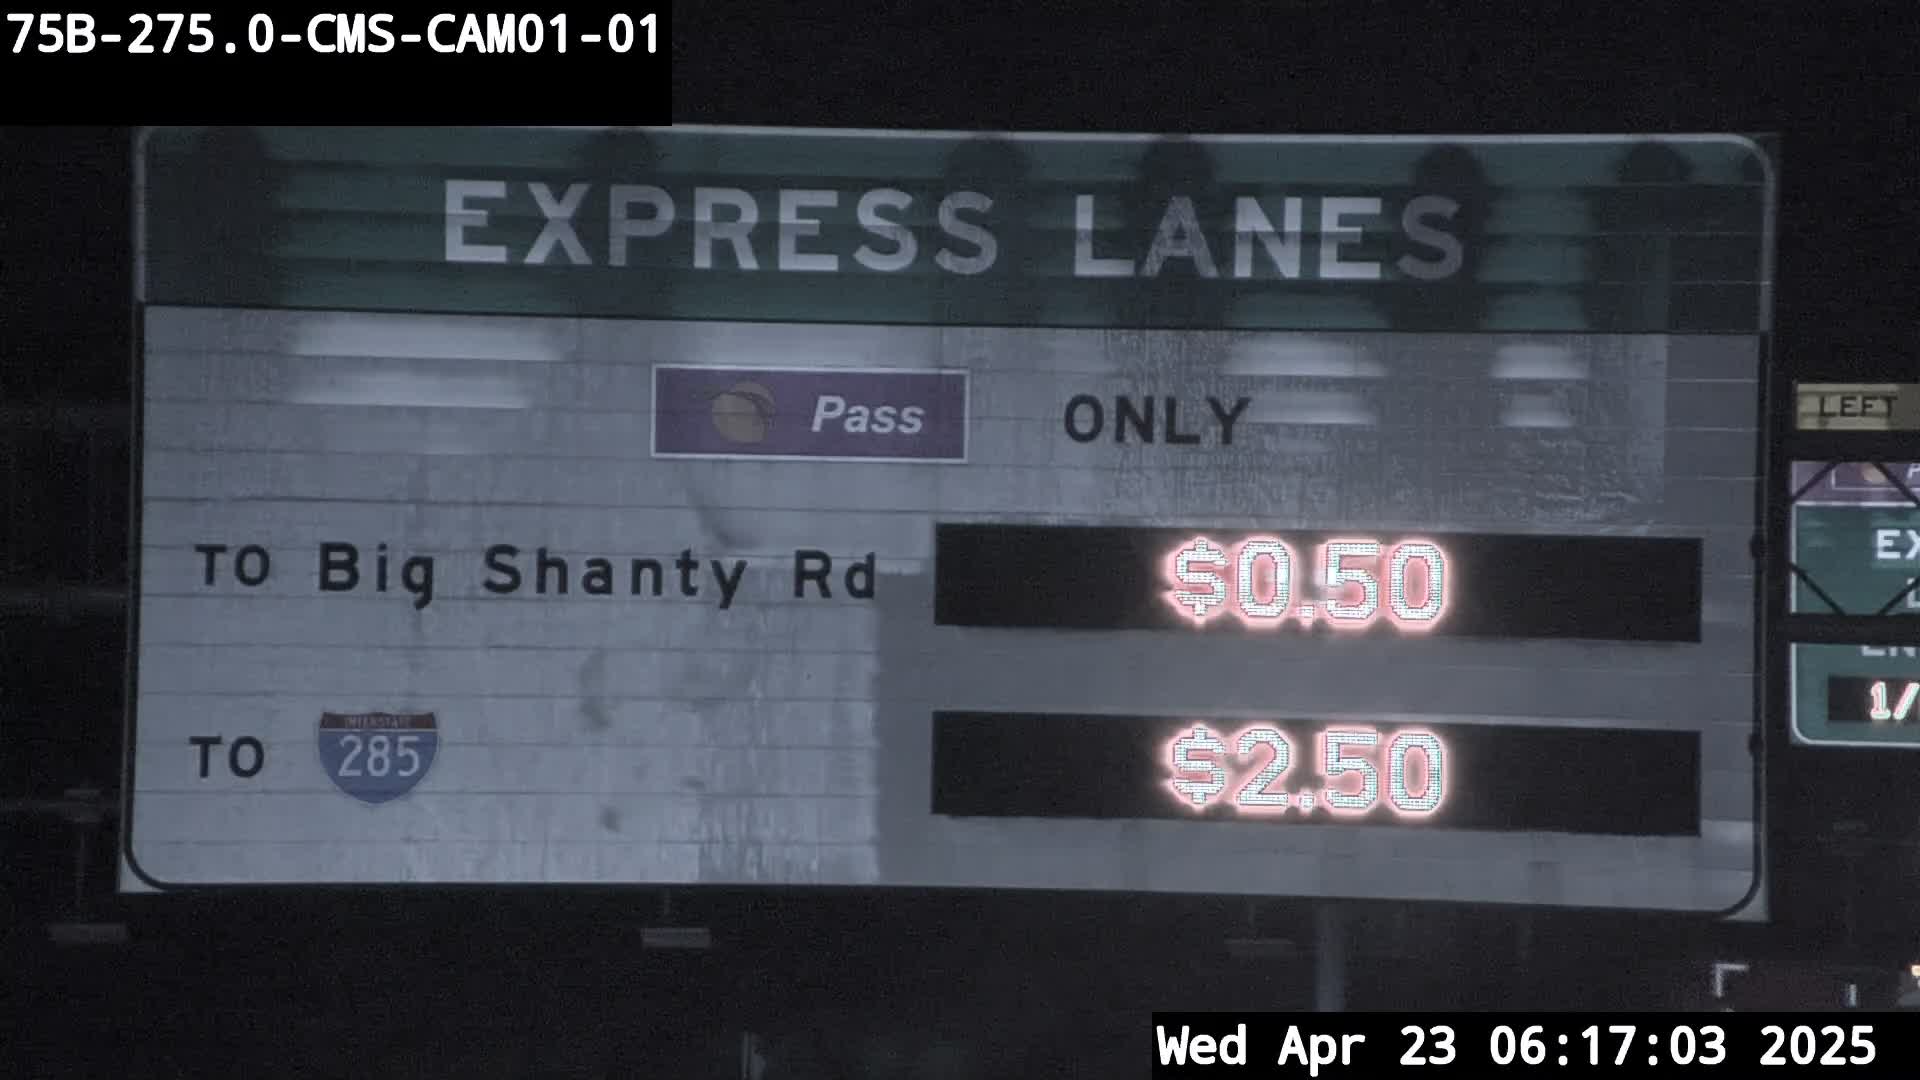 75B-275.0-CMS-CAM01-01
EXPRESS LANES
Pass ONLY
TO Big Shanty Rd $0.50
TO INTERSTATE 285 $2.50
LEFT
1/
Wed Apr 23 06:17:03 2025